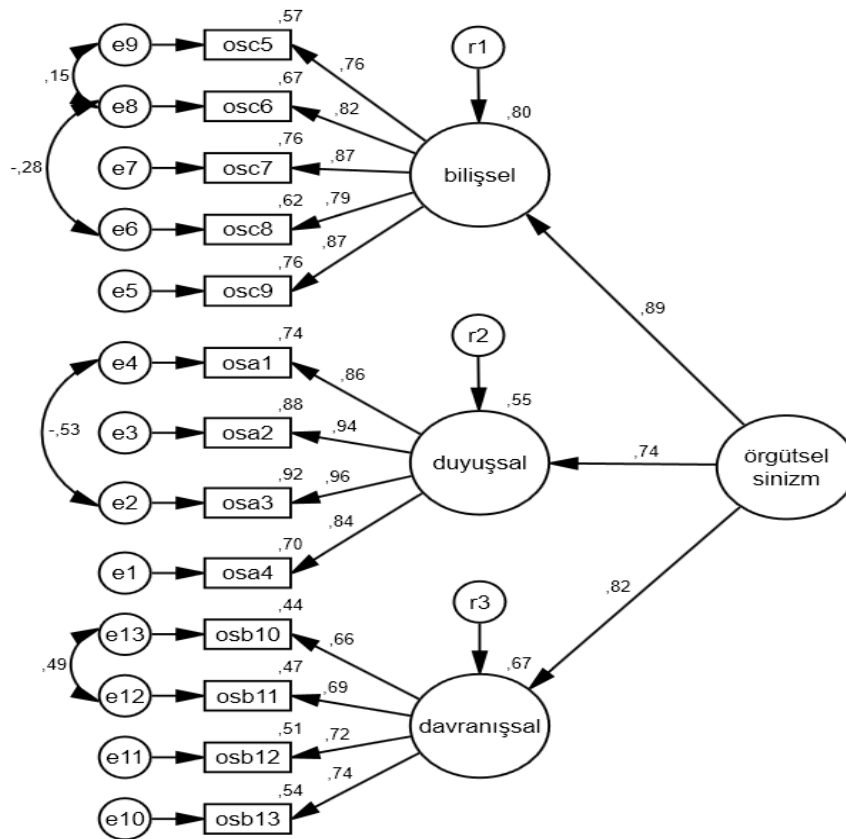 ,57
e9
osc5
r1
,76
,15
,67
,80
e8
osc6
,82
,76
,87
e7
osc7
bilişsel
-,28
,62
,79
e6
osc8
,87
,76
e5
osc9
,89
,74
r2
e4
osa1
,86
,55
,88
e3
osa2
,94
-,53
duyuşsal
,74
örgütsel
sinizm
,92
,96
e2
osa3
,84
,70
e1
osa4
,82
,44
r3
e13
osb10
,66
,49
,47
,67
e12
osb11
,69
davranışsal
,51
,72
e11
osb12
,74
,54
e10
osb13